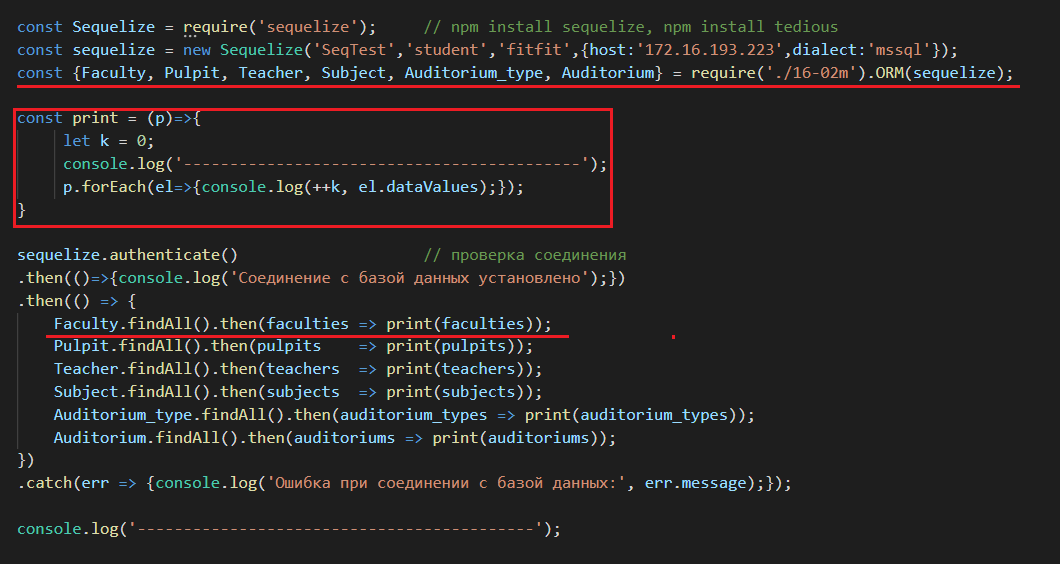 const Sequelize = require('sequelize');     // npm install sequelize, npm install tedious
const sequelize = new Sequelize('SeqTest','student','fitfit',{host:'172.16.193.223',dialect:'mssql'});
const {Faculty, Pulpit, Teacher, Subject, Auditorium_type, Auditorium} = require('./16-02m').ORM(sequelize);
const print = (p)=>{
     let k = 0;
     console.log('-------------------------------------------');
     p.forEach(el=>{console.log(++k, el.dataValues);});
}
sequelize.authenticate()                    // проверка соединения
.then(()=>{console.log('Соединение с базой данных установлено');})
.then(() => {
    Faculty.findAll().then(faculties => print(faculties));
    Pulpit.findAll().then(pulpits    => print(pulpits));
    Teacher.findAll().then(teachers  => print(teachers));
    Subject.findAll().then(subjects  => print(subjects));
    Auditorium_type.findAll().then(auditorium_types => print(auditorium_types));
    Auditorium.findAll().then(auditoriums => print(auditoriums));
})
.catch(err => {console.log('Ошибка при соединении с базой данных:', err.message);});
console.log('-------------------------------------------');